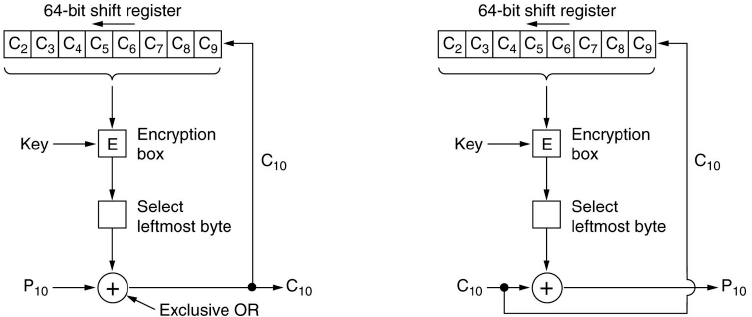 64-bit shift register
C2 C3 C4 C5 C6 C7 C8 C9
Key
E
Encryption
box
C10
Select
leftmost byte
P10
+
C10
Exclusive OR
64-bit shift register
C2 C3 C4 C5 C6 C7 C8 C9
Key
E
Encryption
box
C10
Select
leftmost byte
C10
+
P10